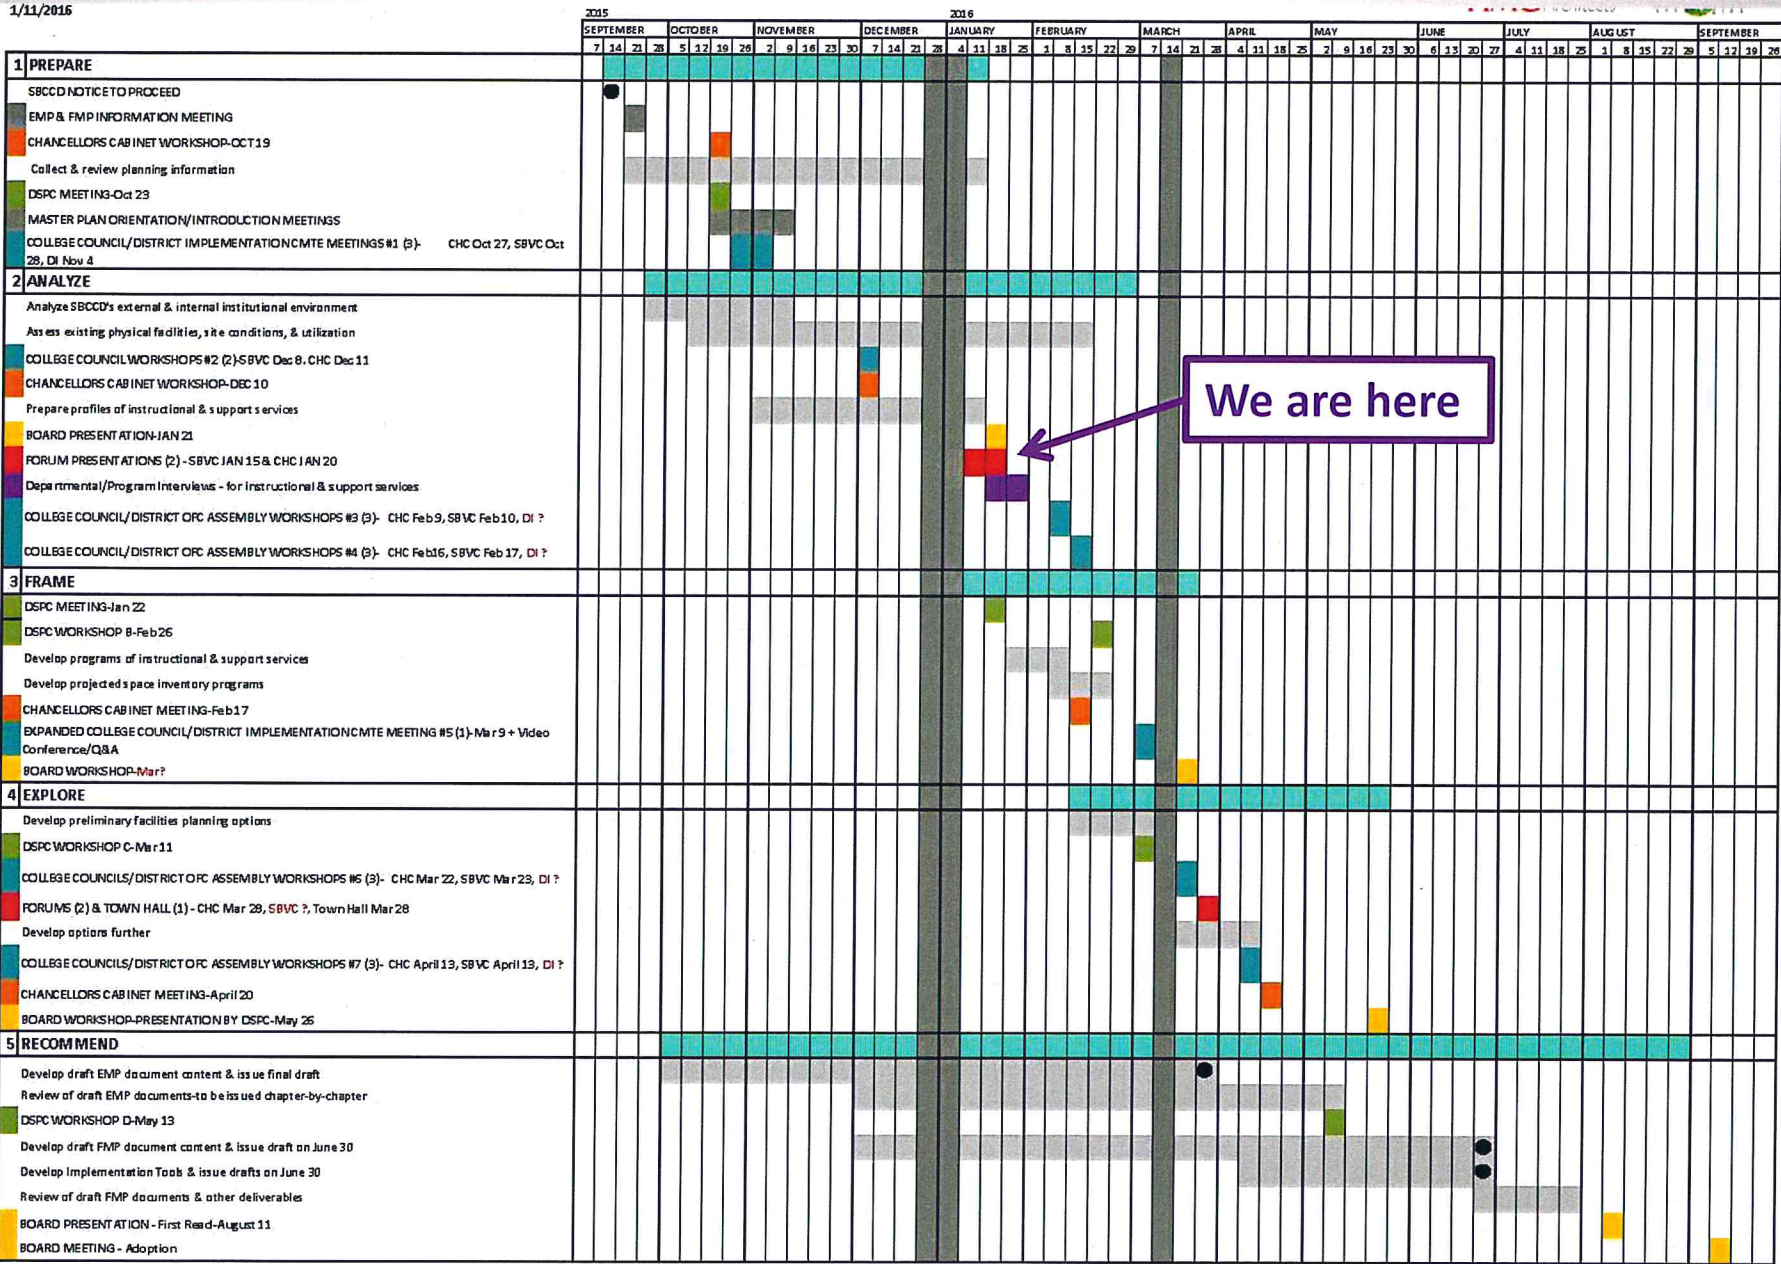 1/11/2016
2015 2016
SEPTEMBER OCTOBER NOVEMBER DECEMBER JANUARY FEBRUARY MARCH APRIL MAY JUNE JULY AUGUST SEPTEMBER
7 14 21 28 5 12 19 26 2 9 16 23 30 7 14 21 28 4 11 18 25 1 8 15 22 29 7 14 21 28 4 11 18 25 2 9 16 23 30 6 13 20 27 4 11 18 25 1 8 15 22 29 5 12 19 26
1 PREPARE
SBCCD NOTICE TO PROCEED
EMP & FMP INFORMATION MEETING
CHANCELLORS CABINET WORKSHOP-OCT 19
Collect & review planning information
DSPC MEETING-Oct 23
MASTER PLAN ORIENTATION/INTRODUCTION MEETINGS
COLLEGE COUNCIL/DISTRICT IMPLEMENTATION CMTE MEETINGS #1 (3)- CHC Oct 27, SBVC Oct
28, DI Nov 4
2 ANALYZE
Analyze SBCCD's external & internal institutional environment
Assess existing physical facilities, site conditions, & utilization
COLLEGE COUNCIL WORKSHOPS #2 (2)-SBVC Dec 8. CHC Dec 11
CHANCELLORS CABINET WORKSHOP-DEC 10
Prepare profiles of instructional & support services
We are here
BOARD PRESENTATION-JAN 21
FORUM PRESENTATIONS (2) - SBVC JAN 15 & CHC JAN 20
Departmental/Program Interviews - for instructional & support services
COLLEGE COUNCIL/DISTRICT OFC ASSEMBLY WORKSHOPS #3 (3)- CHC Feb 9, SBVC Feb 10, DI ?
COLLEGE COUNCIL/DISTRICT OFC ASSEMBLY WORKSHOPS #4 (3)- CHC Feb16, SBVC Feb 17, DI ?
3 FRAME
DSPC MEETING-Jan 22
DSPC WORKSHOP B-Feb 26
Develop programs of instructional & support services
Develop projected space inventory programs
CHANCELLORS CABINET MEETING-Feb 17
EXPANDED COLLEGE COUNCIL/DISTRICT IMPLEMENTATION CMTE MEETING #5 (1)-Mar 9 + Video
Conference/Q&A
BOARD WORKSHOP-Mar?
4 EXPLORE
Develop preliminary facilities planning options
DSPC WORKSHOP C-Mar 11
COLLEGE COUNCILS/DISTRICT OFC ASSEMBLY WORKSHOPS #6 (3)- CHC Mar 22, SBVC Mar 23, DI ?
FORUMS (2) & TOWN HALL (1) - CHC Mar 28, SBVC ?, Town Hall Mar 28
Develop options further
COLLEGE COUNCILS/DISTRICT OFC ASSEMBLY WORKSHOPS #7 (3)- CHC April 13, SBVC April 13, DI ?
CHANCELLORS CABINET MEETING-April 20
BOARD WORKSHOP-PRESENTATION BY DSPC-May 26
5 RECOMMEND
Develop draft EMP document content & issue final draft
Review of draft EMP documents-to be issued chapter-by-chapter
DSPC WORKSHOP D-May 13
Develop draft FMP document content & issue draft on June 30
Develop Implementation Tools & issue drafts on June 30
Review of draft FMP documents & other deliverables
BOARD PRESENTATION - First Read-August 11
BOARD MEETING - Adoption